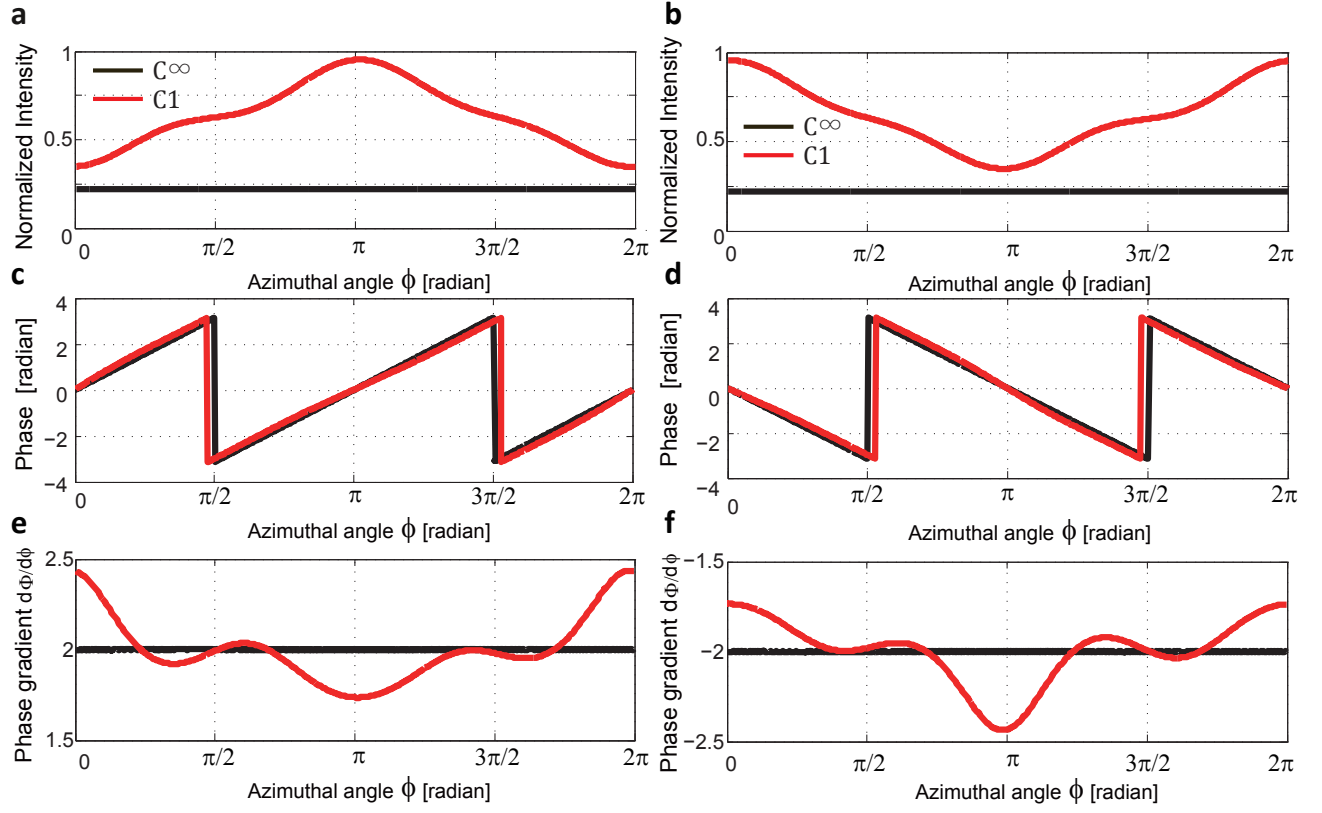 a
Normalized Intensity
1
0.5
0
C∞
C1
0
π/2
π
3π/2
2π
Azimuthal angle ϕ [radian]
b
Normalized Intensity
1
0.5
0
C∞
C1
0
π/2
π
3π/2
2π
Azimuthal angle ϕ [radian]
c
Phase [radian]
4
2
0
−2
−4
0
π/2
π
3π/2
2π
Azimuthal angle ϕ [radian]
d
Phase [radian]
4
2
0
−2
−4
0
π/2
π
3π/2
2π
Azimuthal angle ϕ [radian]
e
Phase gradient dΦ/dϕ
2.5
2
1.5
0
π/2
π
3π/2
2π
Azimuthal angle ϕ [radian]
f
Phase gradient dΦ/dϕ
−1.5
−2
−2.5
0
π/2
π
3π/2
2π
Azimuthal angle ϕ [radian]